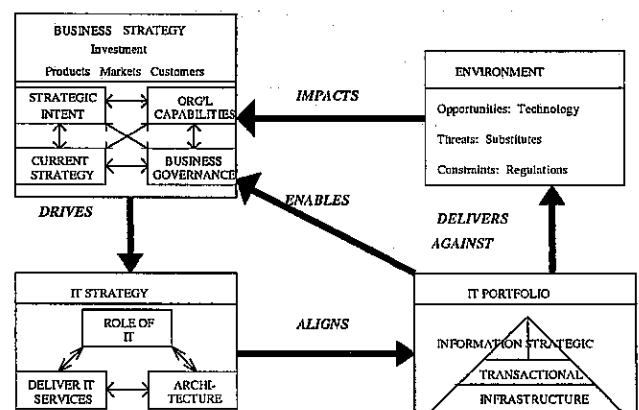 BUSINESS STRATEGY
Investment
Products Markets Customers
STRATEGIC
INTENT
ORG'L
CAPABILITIES
CURRENT
STRATEGY
BUSINESS
GOVERNANCE
IMPACTS
ENVIRONMENT
Opportunities: Technology
Threats: Substitutes
Constraints: Regulations
DRIVES
ENABLES
DELIVERS
AGAINST
IT STRATEGY
ROLE OF
IT
DELIVER IT
SERVICES
ARCHI-
TECTURE
ALIGNS
IT PORTFOLIO
INFORMATION STRATEGIC
TRANSACTIONAL
INFRASTRUCTURE